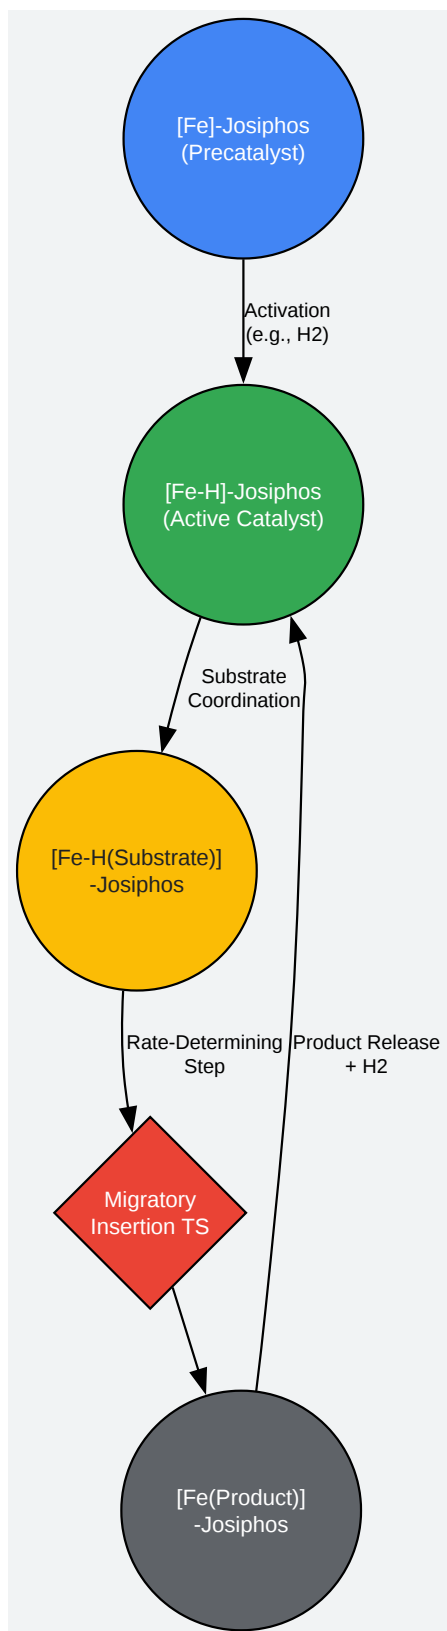 [Fe]-Josiphos
(Precatalyst)
Activation
(e.g., H2)
[Fe-H]-Josiphos
(Active Catalyst)
Substrate
Coordination
[Fe-H(Substrate)]
-Josiphos
Rate-Determining
Step
Product Release
+ H2
Migratory
Insertion TS
[Fe(Product)]
-Josiphos